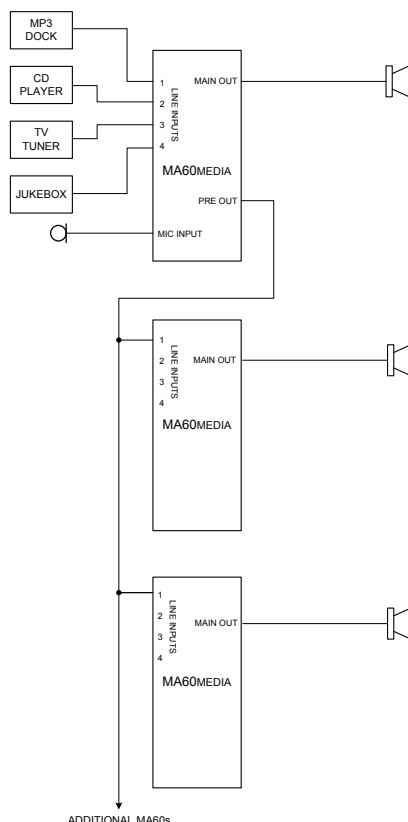 MP3
DOCK
CD
PLAYER
TV
TUNER
JUKEBOX
1
2
3
4
LINE INPUTS
MAIN OUT
MA60MEDIA
PRE OUT
MIC INPUT
1
2
3
4
LINE INPUTS
MAIN OUT
MA60MEDIA
1
2
3
4
LINE INPUTS
MAIN OUT
MA60MEDIA
ADDITIONAL MA60s